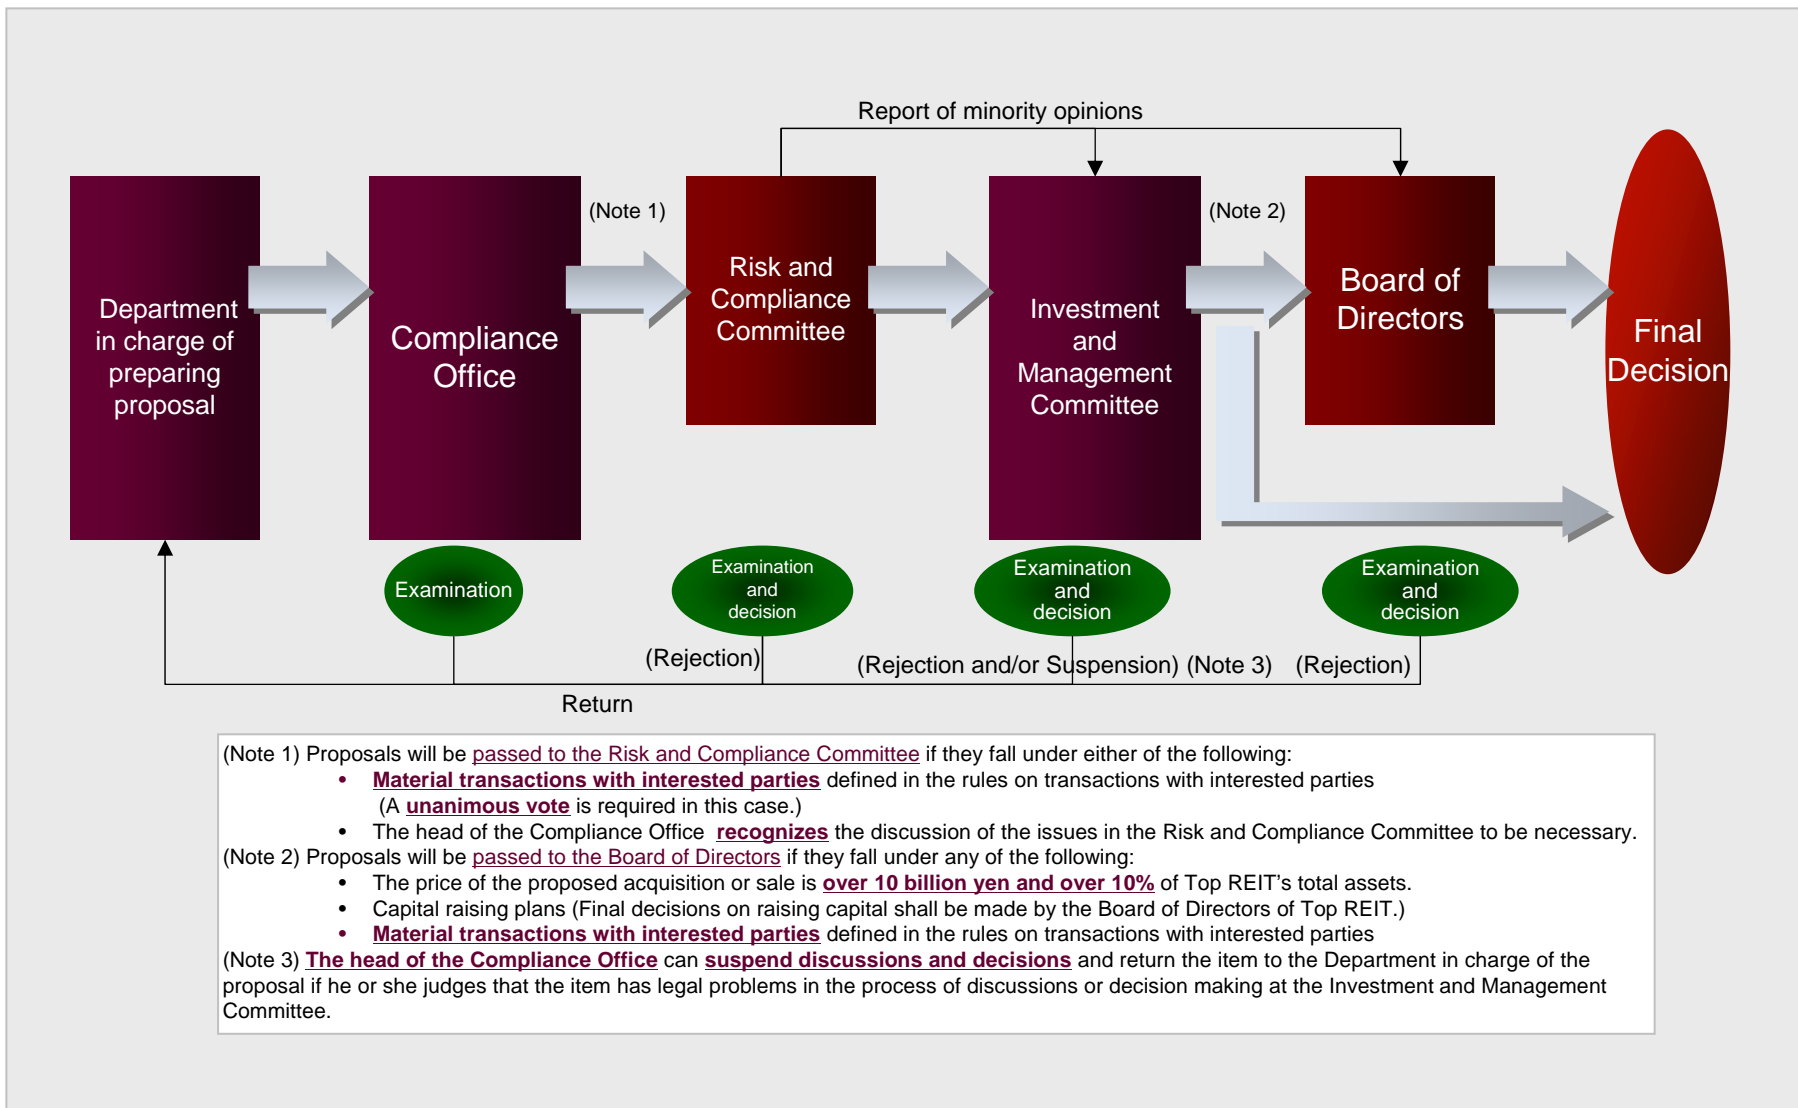 Report of minority opinions
(Note 1)
(Note 2)
Department
in charge of
preparing
proposal
Compliance
Office
Risk and
Compliance
Committee
Investment
and
Management
Committee
Board of
Directors
Final
Decision
Examination
Examination
and
decision
Examination
and
decision
Examination
and
decision
(Rejection)
(Rejection and/or Suspension) (Note 3)
(Rejection)
Return
(Note 1) Proposals will be passed to the Risk and Compliance Committee if they fall under either of the following:
• Material transactions with interested parties defined in the rules on transactions with interested parties
(A unanimous vote is required in this case.)
• The head of the Compliance Office recognizes the discussion of the issues in the Risk and Compliance Committee to be necessary.
(Note 2) Proposals will be passed to the Board of Directors if they fall under any of the following:
• The price of the proposed acquisition or sale is over 10 billion yen and over 10% of Top REIT’s total assets.
• Capital raising plans (Final decisions on raising capital shall be made by the Board of Directors of Top REIT.)
• Material transactions with interested parties defined in the rules on transactions with interested parties
(Note 3) The head of the Compliance Office can suspend discussions and decisions and return the item to the Department in charge of the
proposal if he or she judges that the item has legal problems in the process of discussions or decision making at the Investment and Management
Committee.